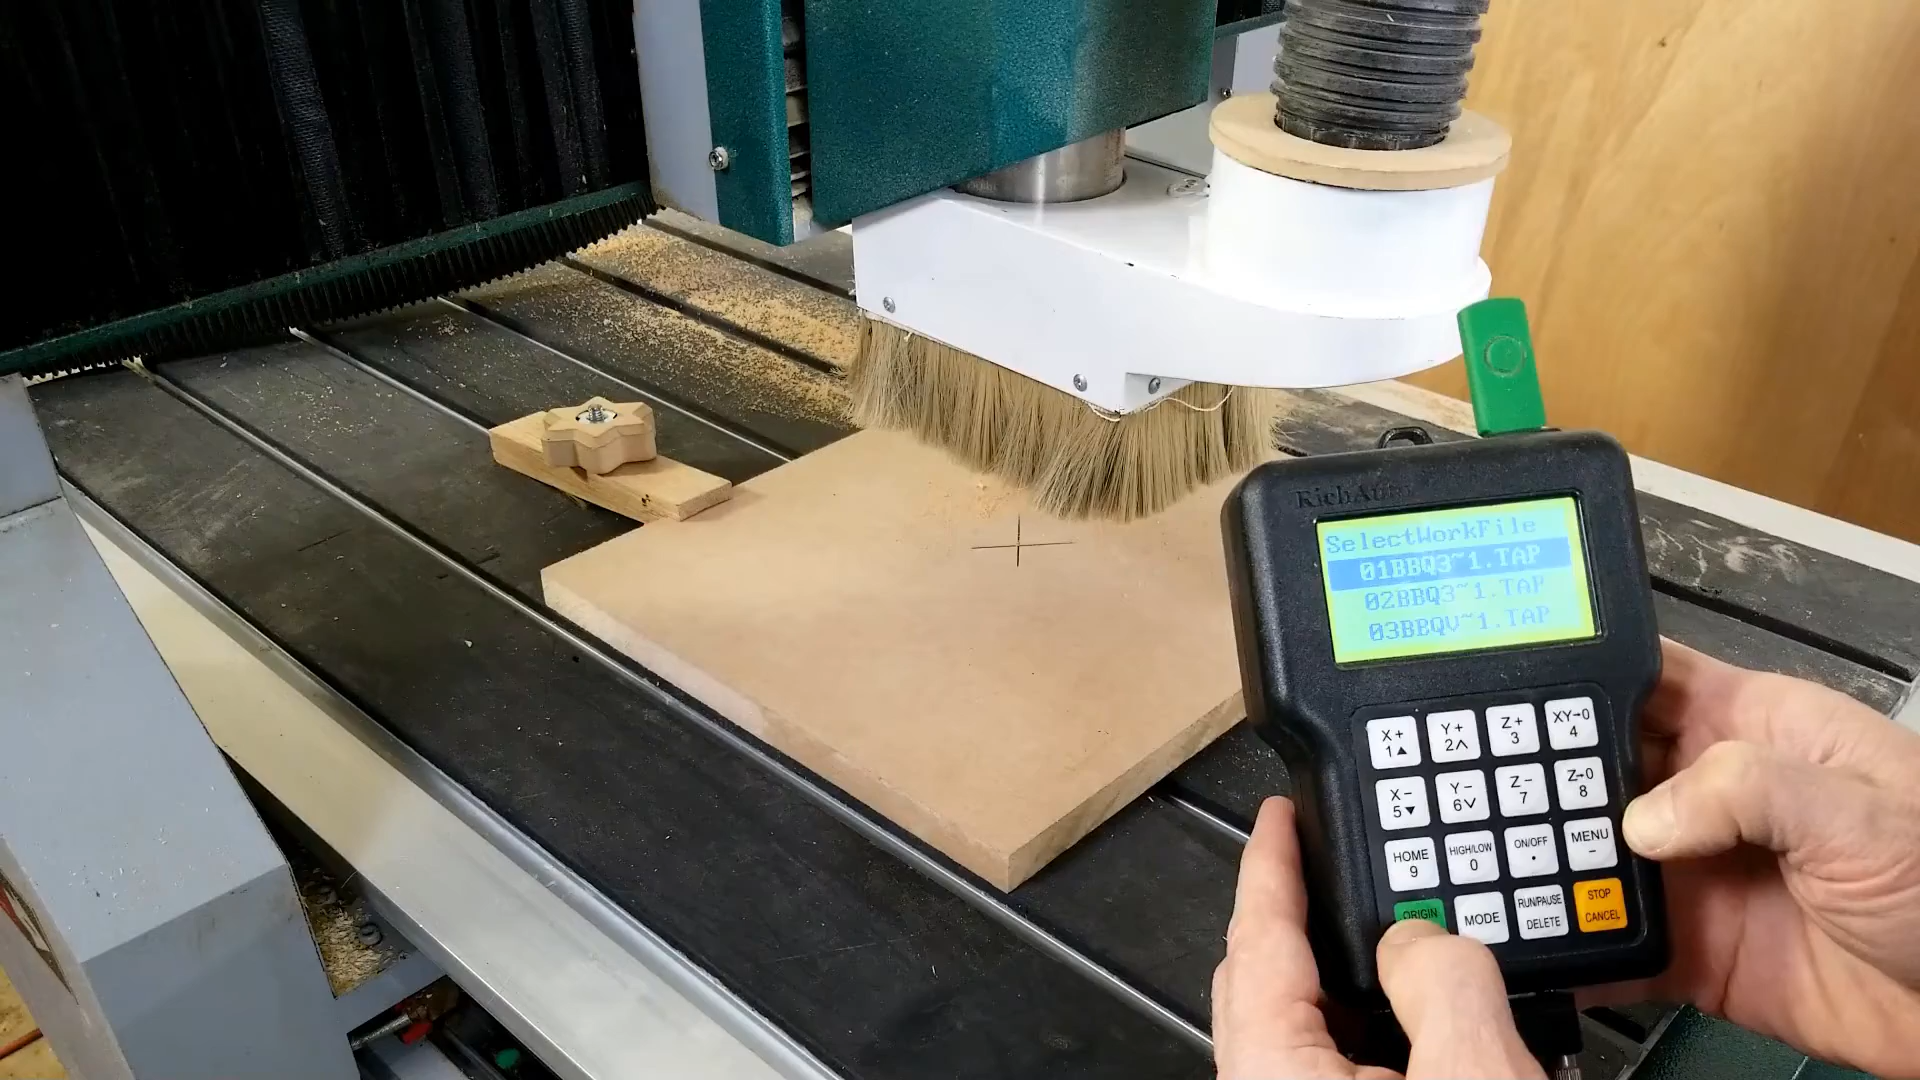 RichAuto
SelectWorkFile
01BBQ3~1.TAP
02BBQ3~1.TAP
03BBQV~1.TAP
X+ Y+ Z+ XY→0
1▲ 2∧ 3 4
X- Y- Z- Z→0
5▼ 6∨ 7 8
HOME HIGH/LOW ON/OFF MENU
9 0 • -
ORIGIN MODE RUN/PAUSE STOP
DELETE CANCEL